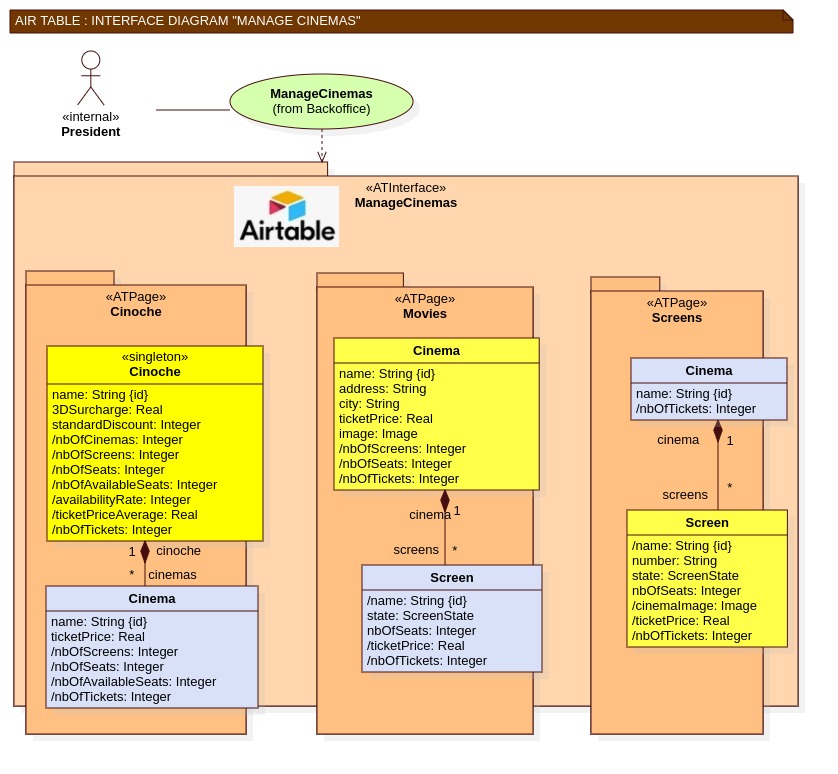 AIR TABLE : INTERFACE DIAGRAM "MANAGE CINEMAS"
«internal»
President
ManageCinemas
(from Backoffice)
«ATInterface»
ManageCinemas
Airtable
«ATPage»
Cinoche
«singleton»
Cinoche
name: String {id}
3DSurcharge: Real
standardDiscount: Integer
/nbOfCinemas: Integer
/nbOfScreens: Integer
/nbOfSeats: Integer
/nbOfAvailableSeats: Integer
/availabilityRate: Integer
/ticketPriceAverage: Real
/nbOfTickets: Integer
1 cinoche
* cinemas
Cinema
name: String {id}
ticketPrice: Real
/nbOfScreens: Integer
/nbOfSeats: Integer
/nbOfAvailableSeats: Integer
/nbOfTickets: Integer
«ATPage»
Movies
Cinema
name: String {id}
address: String
city: String
ticketPrice: Real
image: Image
/nbOfScreens: Integer
/nbOfSeats: Integer
/nbOfTickets: Integer
cinema 1
screens *
Screen
/name: String {id}
state: ScreenState
nbOfSeats: Integer
/ticketPrice: Real
/nbOfTickets: Integer
«ATPage»
Screens
Cinema
name: String {id}
/nbOfTickets: Integer
cinema 1
screens *
Screen
/name: String {id}
number: String
state: ScreenState
nbOfSeats: Integer
/cinemaImage: Image
/ticketPrice: Real
/nbOfTickets: Integer